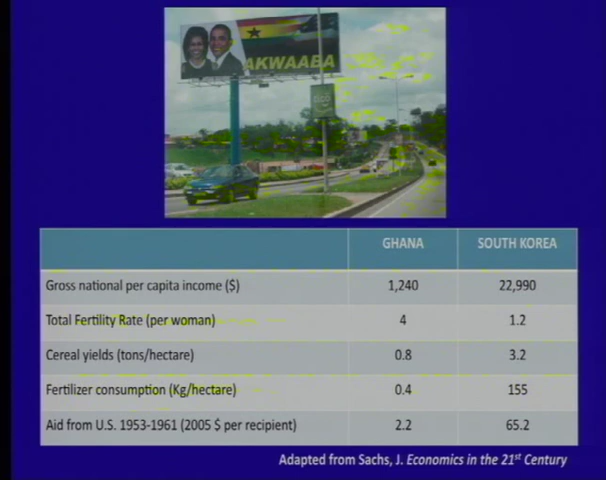 AKWAABA
GHANA SOUTH KOREA
Gross national per capita income ($) 1,240 22,990
Total Fertility Rate (per woman) 4 1.2
Cereal yields (tons/hectare) 0.8 3.2
Fertilizer consumption (Kg/hectare) 0.4 155
Aid from U.S. 1953-1961 (2005 $ per recipient) 2.2 65.2
Adapted from Sachs, J. Economics in the 21st Century